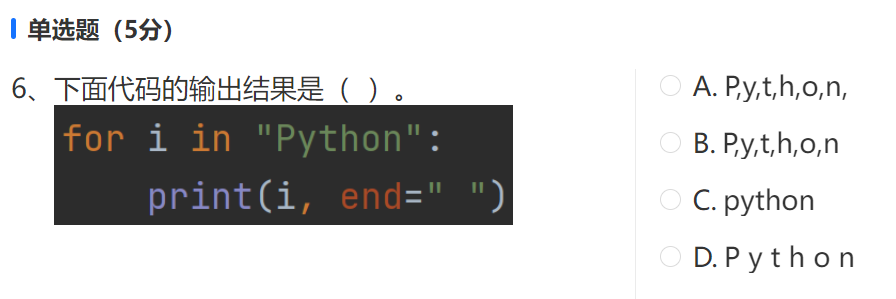 单选题（5分）
6、下面代码的输出结果是（  ）。
for i in "Python":
    print(i, end=" ")
A. P,y,t,h,o,n,
B. P,y,t,h,o,n
C. python
D. P y t h o n